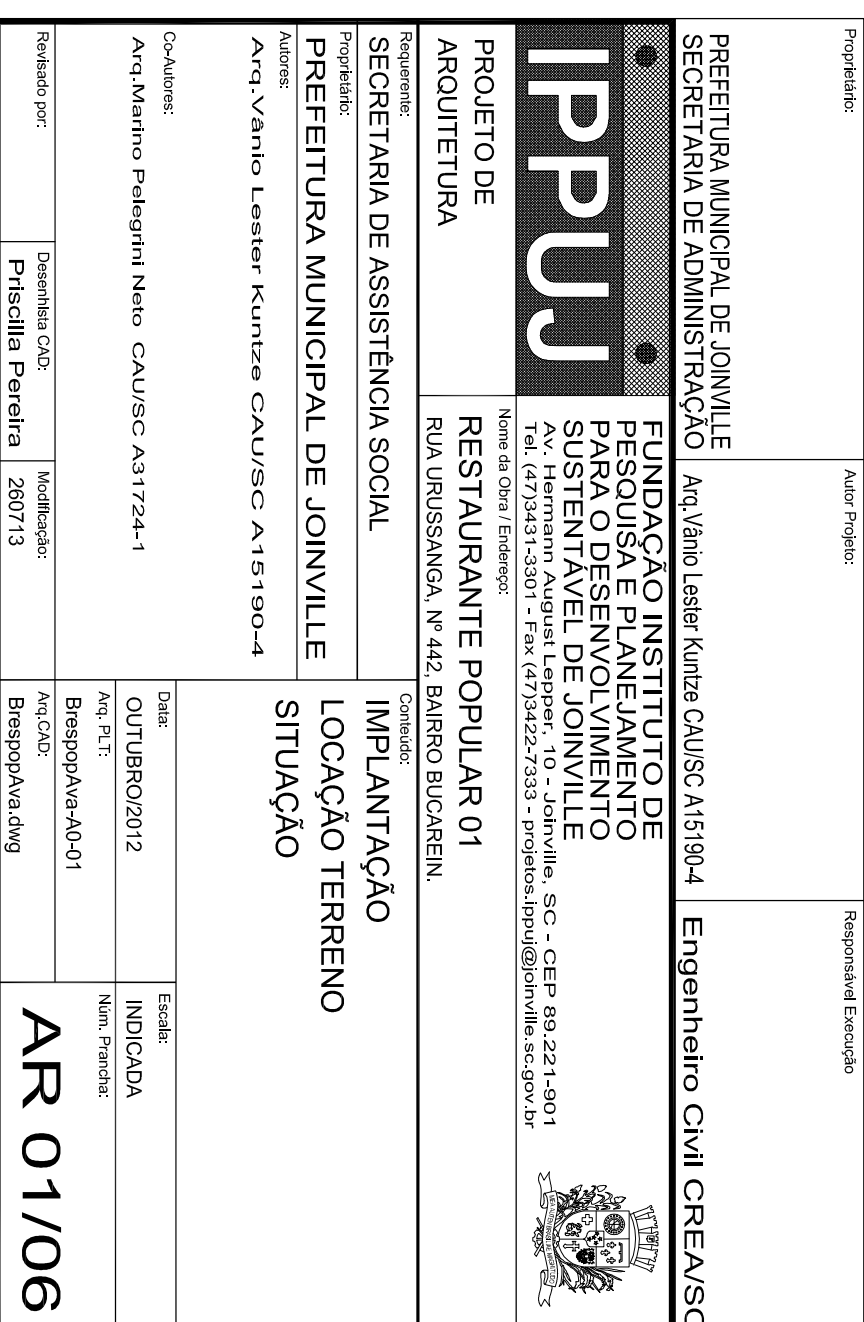 Proprietário:
PREFEITURA MUNICIPAL DE JOINVILLE
SECRETARIA DE ADMINISTRAÇÃO
Autor Projeto:
Arq.Vânio Lester Kuntze CAU/SC A15190-4
Responsável Execução
Engenheiro Civil CREA/SC
IPPUJ
FUNDAÇÃO INSTITUTO DE
PESQUISA E PLANEJAMENTO
PARA O DESENVOLVIMENTO
SUSTENTÁVEL DE JOINVILLE
Av. Hermann August Lepper, 10 - Joinville, SC - CEP 89.221-901
Tel. (47)3431-3301 - Fax (47)3422-7333 - projetos.ippuj@joinville.sc.gov.br
PROJETO DE
ARQUITETURA
Nome da Obra / Endereço:
RESTAURANTE POPULAR 01
RUA URUSSANGA, Nº 442, BAIRRO BUCAREIN.
Requerente:
SECRETARIA DE ASSISTÊNCIA SOCIAL
Proprietário:
PREFEITURA MUNICIPAL DE JOINVILLE
Autores:
Arq.Vânio Lester Kuntze CAU/SC A15190-4
Co-Autores:
Arq.Marino Pelegrini Neto CAU/SC A31724-1
Conteúdo:
IMPLANTAÇÃO
LOCAÇÃO TERRENO
SITUAÇÃO
Data:
OUTUBRO/2012
Escala:
INDICADA
Arq. PLT:
BrespopAva-A0-01
Núm. Prancha:
AR 01/06
Revisado por:
Desenhista CAD:
Priscilla Pereira
Modificação:
260713
Arq.CAD:
BrespopAva.dwg